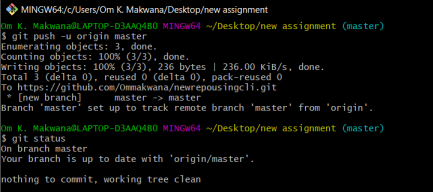 MINGW64:/c/Users/Om K. Makwana/Desktop/new assignment
Om K. Makwana@LAPTOP-D3AAQ4BO MINGW64 ~/Desktop/new assignment (master)
$ git push -u origin master
Enumerating objects: 3, done.
Counting objects: 100% (3/3), done.
Writing objects: 100% (3/3), 236 bytes | 236.00 KiB/s, done.
Total 3 (delta 0), reused 0 (delta 0), pack-reused 0
To https://github.com/Ommakwana/newrepousingcli.git
* [new branch] master -> master
Branch 'master' set up to track remote branch 'master' from 'origin'.
Om K. Makwana@LAPTOP-D3AAQ4BO MINGW64 ~/Desktop/new assignment (master)
$ git status
On branch master
Your branch is up to date with 'origin/master'.
nothing to commit, working tree clean